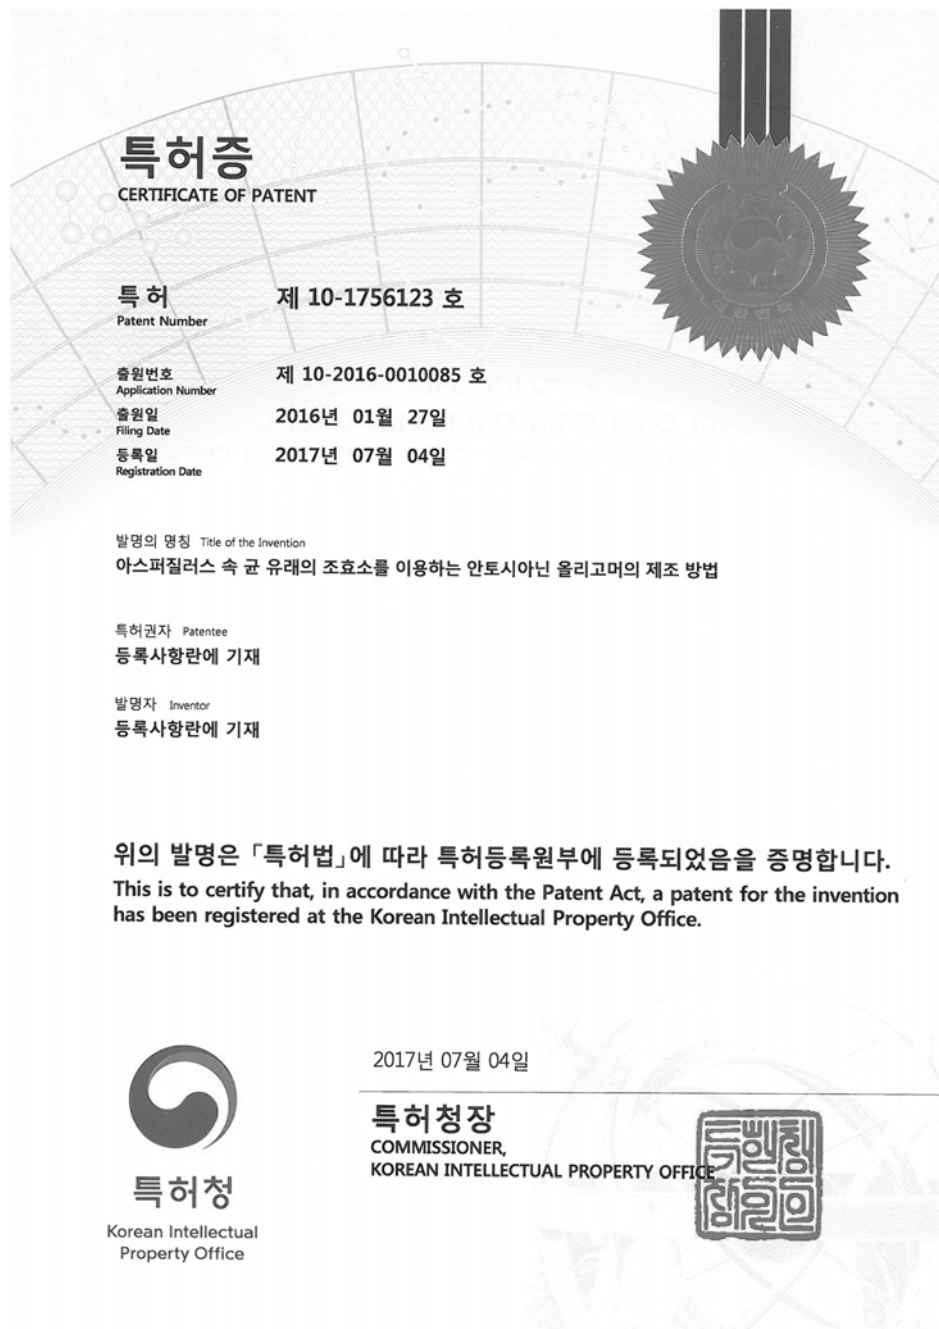 특허증
CERTIFICATE OF PATENT
특 허
Patent Number
제 10-1756123 호
출원번호
Application Number
제 10-2016-0010085 호
출원일
Filing Date
2016년 01월 27일
등록일
Registration Date
2017년 07월 04일
발명의 명칭 Title of the Invention
아스퍼질러스 속 균 유래의 조효소를 이용하는 안토시아닌 올리고머의 제조 방법
특허권자 Patentee
등록사항란에 기재
발명자 Inventor
등록사항란에 기재
위의 발명은 「특허법」에 따라 특허등록원부에 등록되었음을 증명합니다.
This is to certify that, in accordance with the Patent Act, a patent for the invention
has been registered at the Korean Intellectual Property Office.
2017년 07월 04일
특허청장
COMMISSIONER,
KOREAN INTELLECTUAL PROPERTY OFFICE
특허청
Korean Intellectual
Property Office